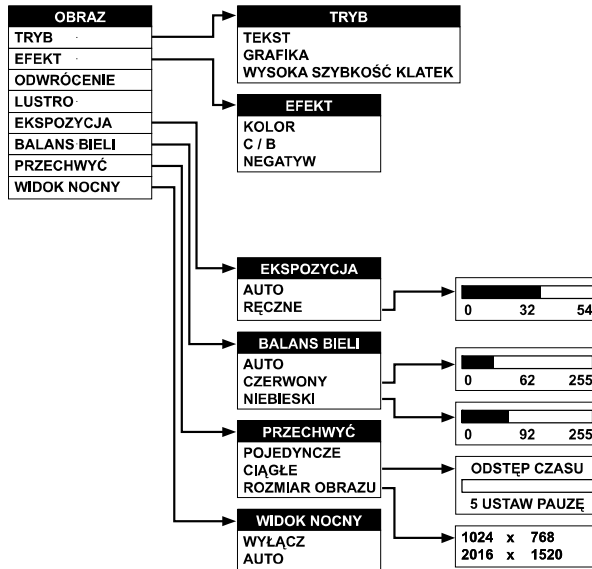 OBRAZ
TRYB
EFEKT
ODWRÓCENIE
LUSTRO
EKSPOZYCJA
BALANS BIELI
PRZECHWYĆ
WIDOK NOCNY
TRYB
TEKST
GRAFIKA
WYSOKA SZYBKOŚĆ KLATEK
EFEKT
KOLOR
C / B
NEGATYW
EKSPOZYCJA
AUTO
RĘCZNE
0 32 54
BALANS BIELI
AUTO
CZERWONY
NIEBIESKI
0 62 255
0 92 255
PRZECHWYĆ
POJEDYNCZE
CIĄGŁE
ROZMIAR OBRAZU
ODSTĘP CZASU
5 USTAW PAUZĘ
1024 x 768
2016 x 1520
WIDOK NOCNY
WYŁĄCZ
AUTO